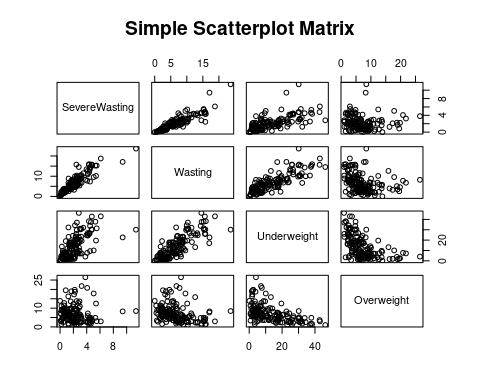 Simple Scatterplot Matrix
0 5 15
0 10 20
SevereWasting
0 4 8
0 10
Wasting
Underweight
0 20
0 10 25
Overweight
0 4 8
0 20 40